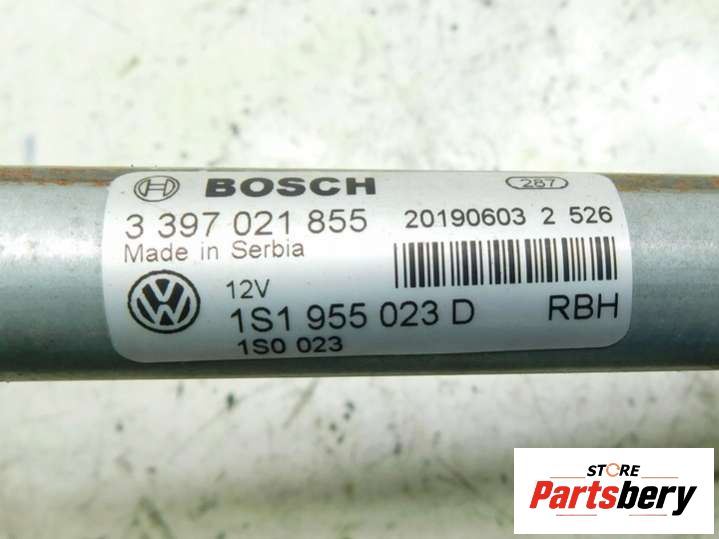 BOSCH 287
3 397 021 855 20190603 2 526
Made in Serbia
12V
1S1 955 023 D RBH
1S0 023
STORE
Partsbery